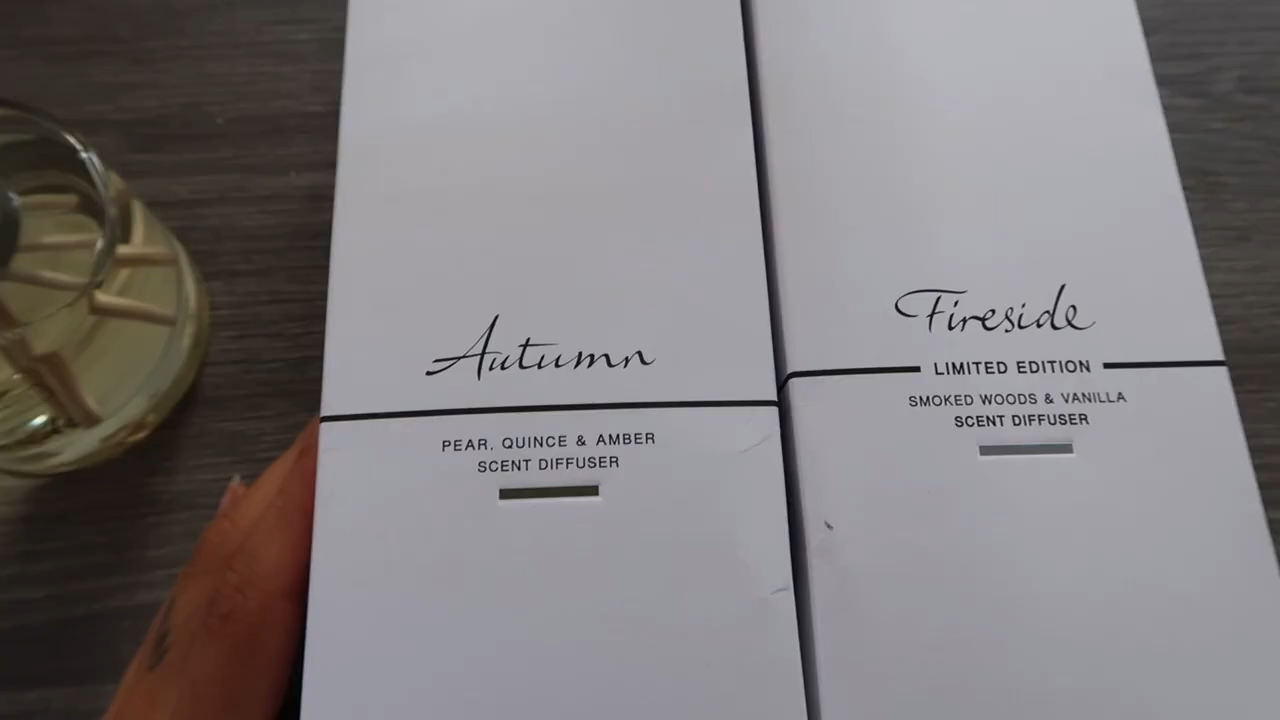 Autumn
PEAR, QUINCE & AMBER
SCENT DIFFUSER
Fireside
LIMITED EDITION
SMOKED WOODS & VANILLA
SCENT DIFFUSER